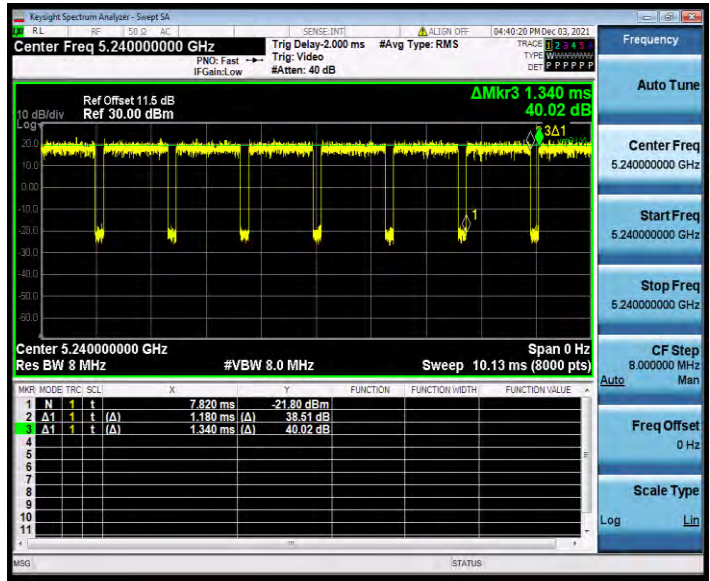 Keysight Spectrum Analyzer - Swept SA
RL RF 50 Ω AC SENSE:INT ALIGN OFF 04:40:20 PM Dec 03, 2021
Center Freq 5.240000000 GHz
Trig Delay-2.000 ms #Avg Type: RMS
TRACE 1 2 3 4 5 6
PNO: Fast
Trig: Video
TYPE WWWWWW
IFGain:Low
#Atten: 40 dB
DET P P P P P P
ΔMkr3 1.340 ms
40.02 dB
Ref Offset 11.5 dB
10 dB/div Ref 30.00 dBm
Log
3Δ1
20.0
10.0
0.00
-10.0
1
-20.0
-30.0
-40.0
-50.0
-60.0
Center 5.240000000 GHz Span 0 Hz
Res BW 8 MHz #VBW 8.0 MHz Sweep 10.13 ms (8000 pts)
MKR MODE TRC SCL X Y FUNCTION FUNCTION WIDTH FUNCTION VALUE
1 N 1 t 7.820 ms -21.80 dBm
2 Δ1 1 t (Δ) 1.180 ms (Δ) 38.51 dB
3 Δ1 1 t (Δ) 1.340 ms (Δ) 40.02 dB
4
5
6
7
8
9
10
11
MSG STATUS
Frequency
Auto Tune
Center Freq
5.240000000 GHz
Start Freq
5.240000000 GHz
Stop Freq
5.240000000 GHz
CF Step
8.000000 MHz
Auto Man
Freq Offset
0 Hz
Scale Type
Log Lin